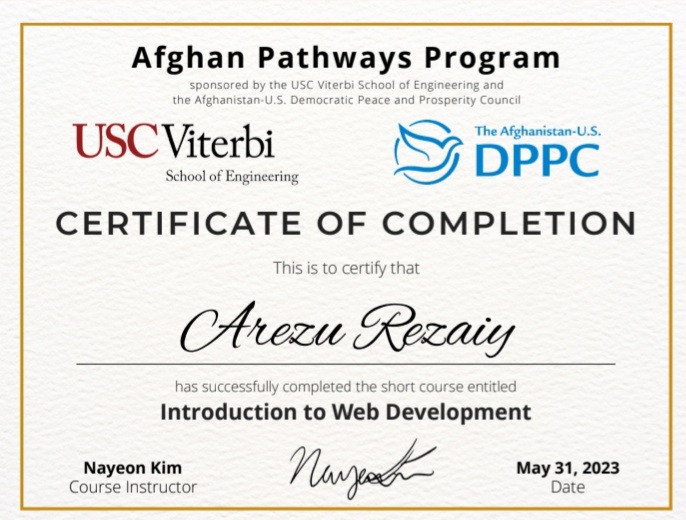 Afghan Pathways Program
sponsored by the USC Viterbi School of Engineering and
the Afghanistan-U.S. Democratic Peace and Prosperity Council
USC Viterbi
School of Engineering
The Afghanistan-U.S.
DPPC
CERTIFICATE OF COMPLETION
This is to certify that
Arezu Rezaiy
has successfully completed the short course entitled
Introduction to Web Development
Nayeon Kim
Course Instructor
Nayeon K
May 31, 2023
Date